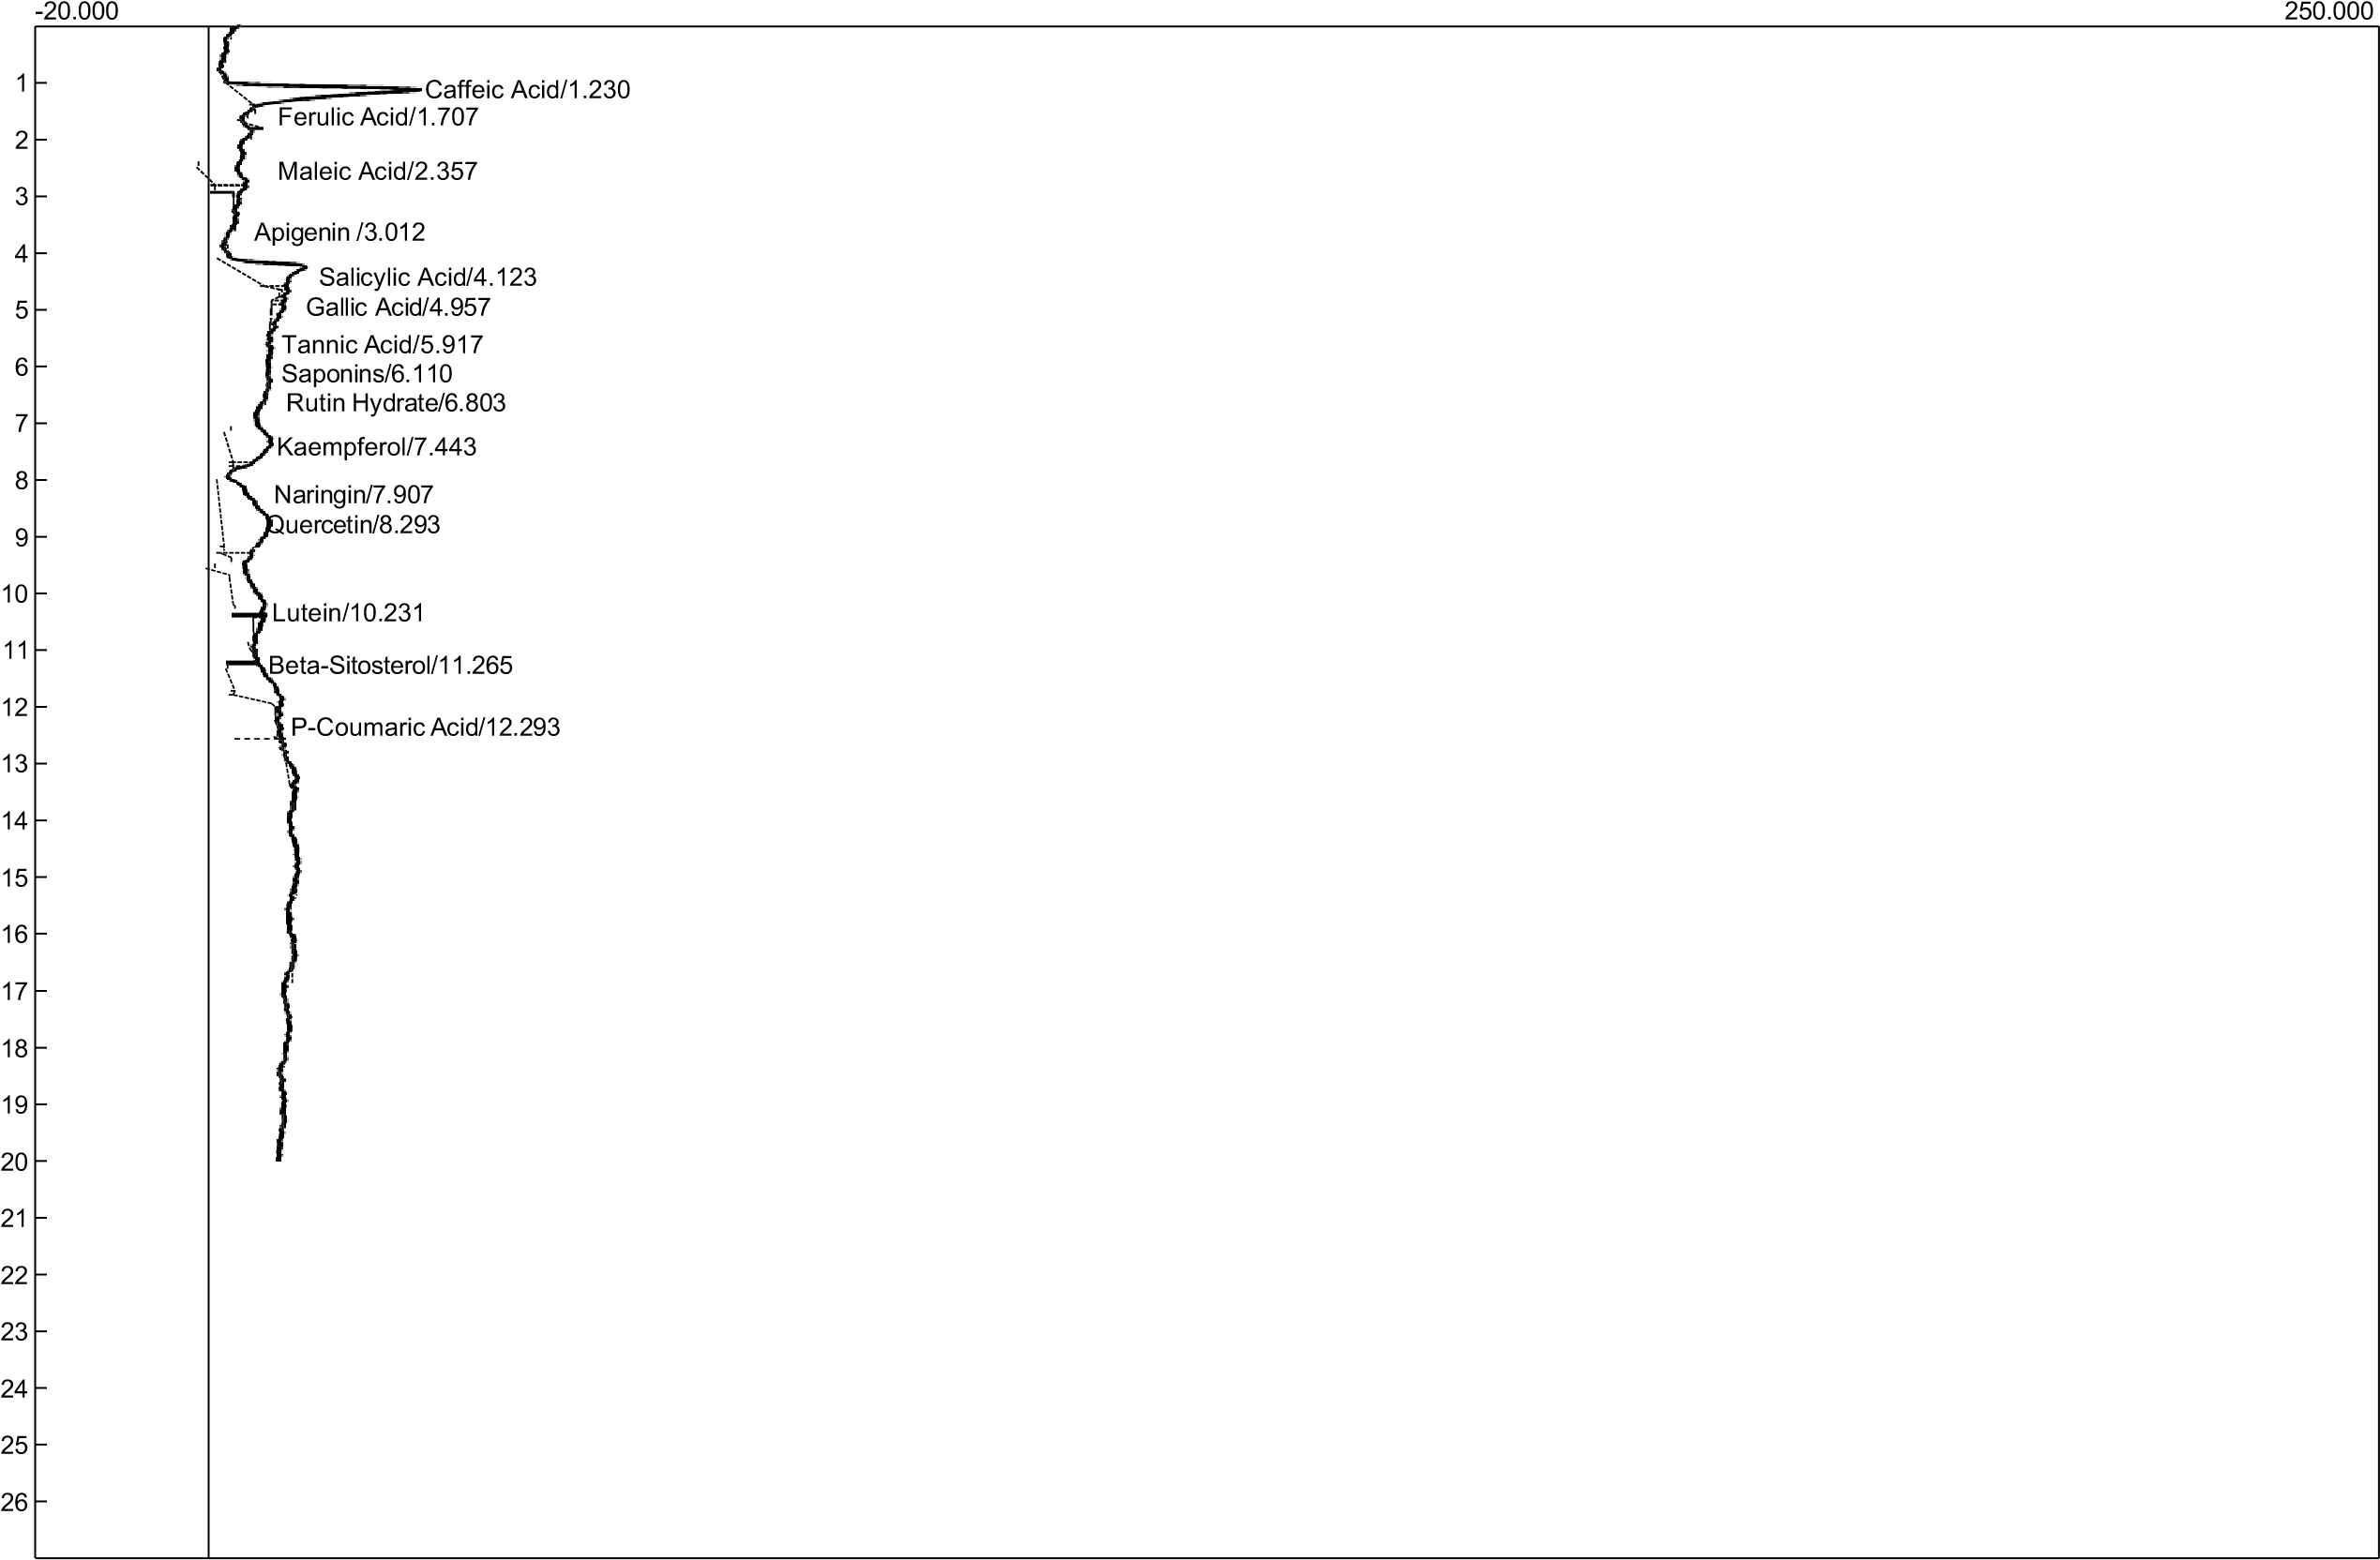 -20.000 250.000
1
Caffeic Acid/1.230
Ferulic Acid/1.707
2
Maleic Acid/2.357
3
Apigenin /3.012
4
Salicylic Acid/4.123
5
Gallic Acid/4.957
Tannic Acid/5.917
6
Saponins/6.110
Rutin Hydrate/6.803
7
Kaempferol/7.443
8
Naringin/7.907
Quercetin/8.293
9
10
Lutein/10.231
11
Beta-Sitosterol/11.265
12
P-Coumaric Acid/12.293
13
14
15
16
17
18
19
20
21
22
23
24
25
26